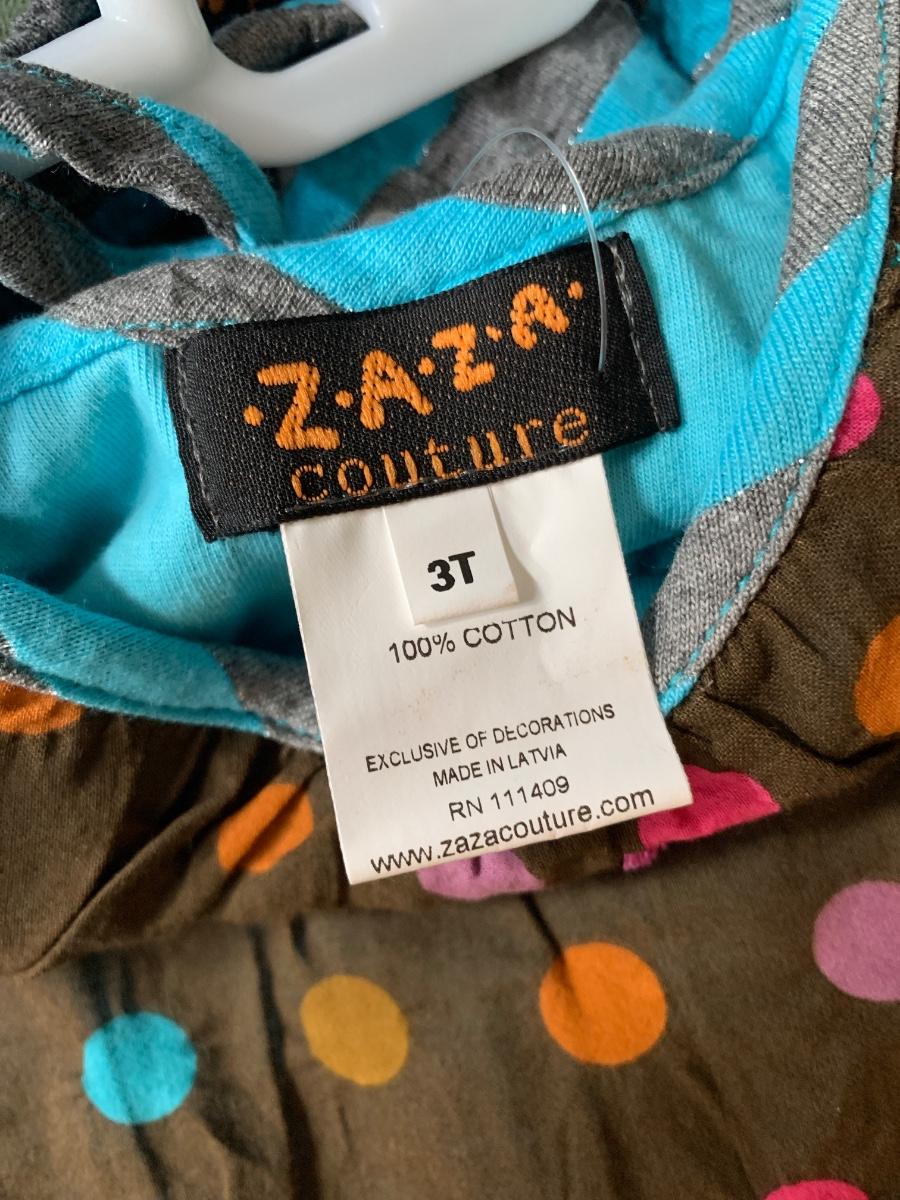 ·Z·A·Z·A·
couture
3T
100% COTTON
EXCLUSIVE OF DECORATIONS
MADE IN LATVIA
RN 111409
www.zazacouture.com